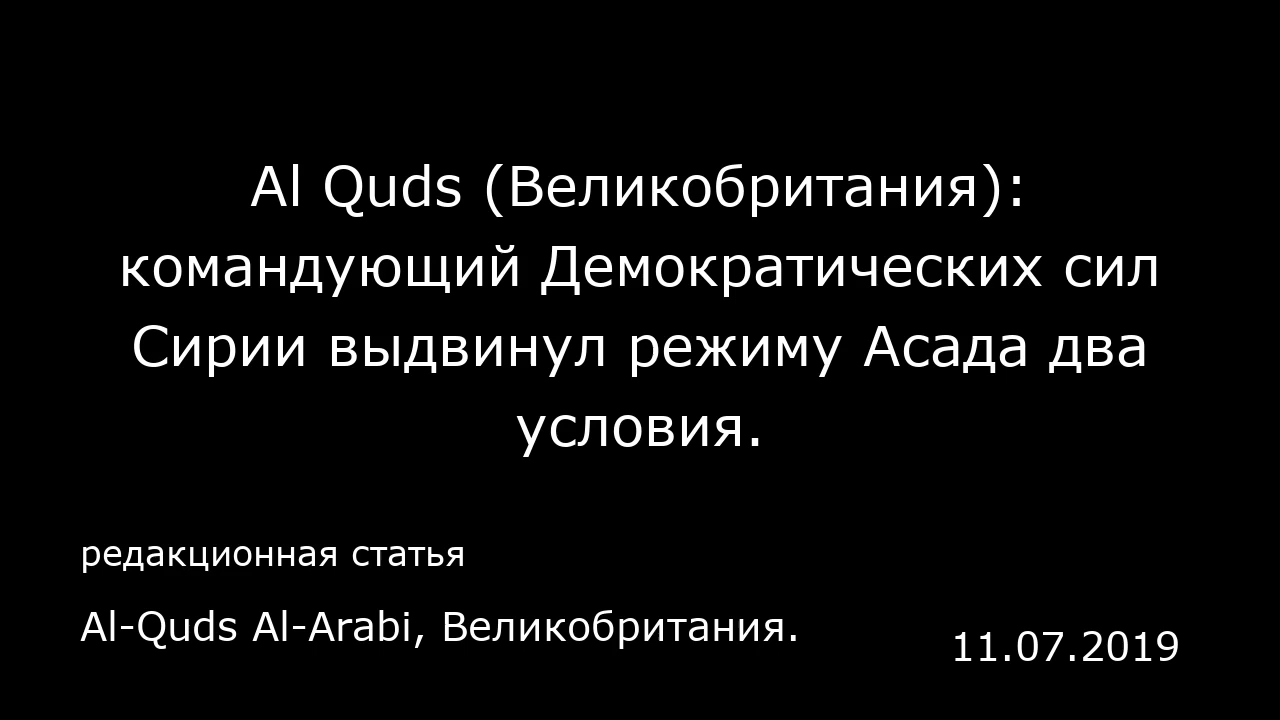 Al Quds (Великобритания):
командующий Демократических сил
Сирии выдвинул режиму Асада два
условия.
редакционная статья
Al-Quds Al-Arabi, Великобритания.
11.07.2019